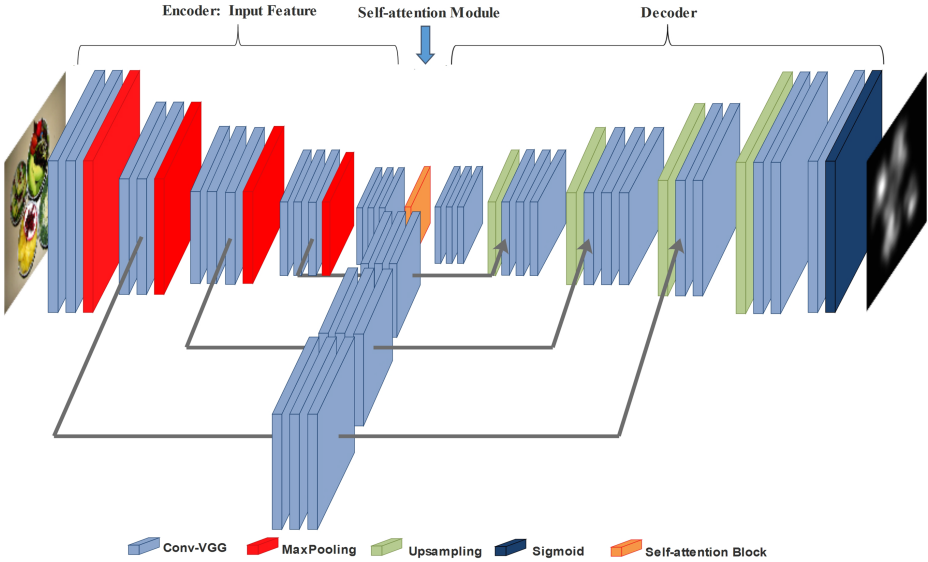 Encoder: Input Feature
Self-attention Module
Decoder
Conv-VGG
MaxPooling
Upsampling
Sigmoid
Self-attention Block